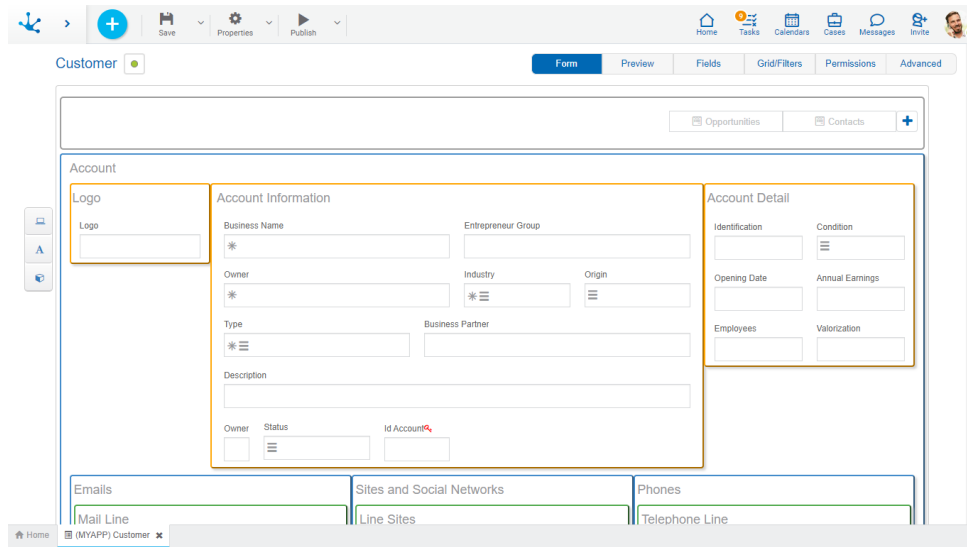 Save
Properties
Publish
Home
9
Tasks
Calendars
Cases
Messages
Invite
Customer
Form
Preview
Fields
Grid/Filters
Permissions
Advanced
Opportunities
Contacts
Account
Logo
Logo
Account Information
Business Name
Entrepreneur Group
Owner
Industry
Origin
Type
Business Partner
Description
Owner
Status
Id Account
Account Detail
Identification
Condition
Opening Date
Annual Earnings
Employees
Valorization
A
Emails
Sites and Social Networks
Phones
Mail Line
Line Sites
Telephone Line
Home
(MYAPP) Customer